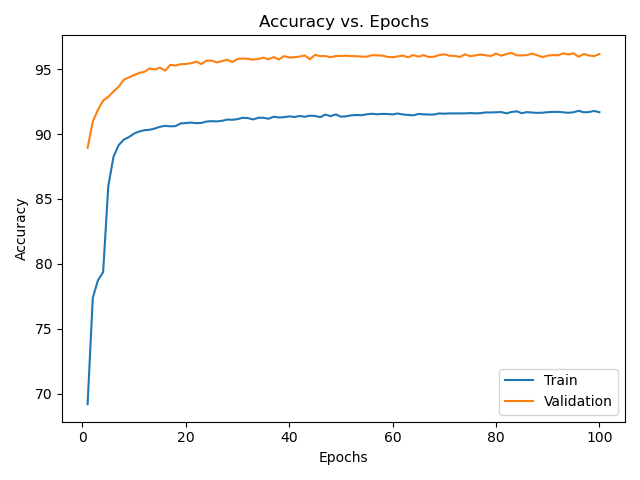 Accuracy vs. Epochs
95
90
85
80
75
70
Accuracy
0 20 40 60 80 100
Epochs
Train
Validation